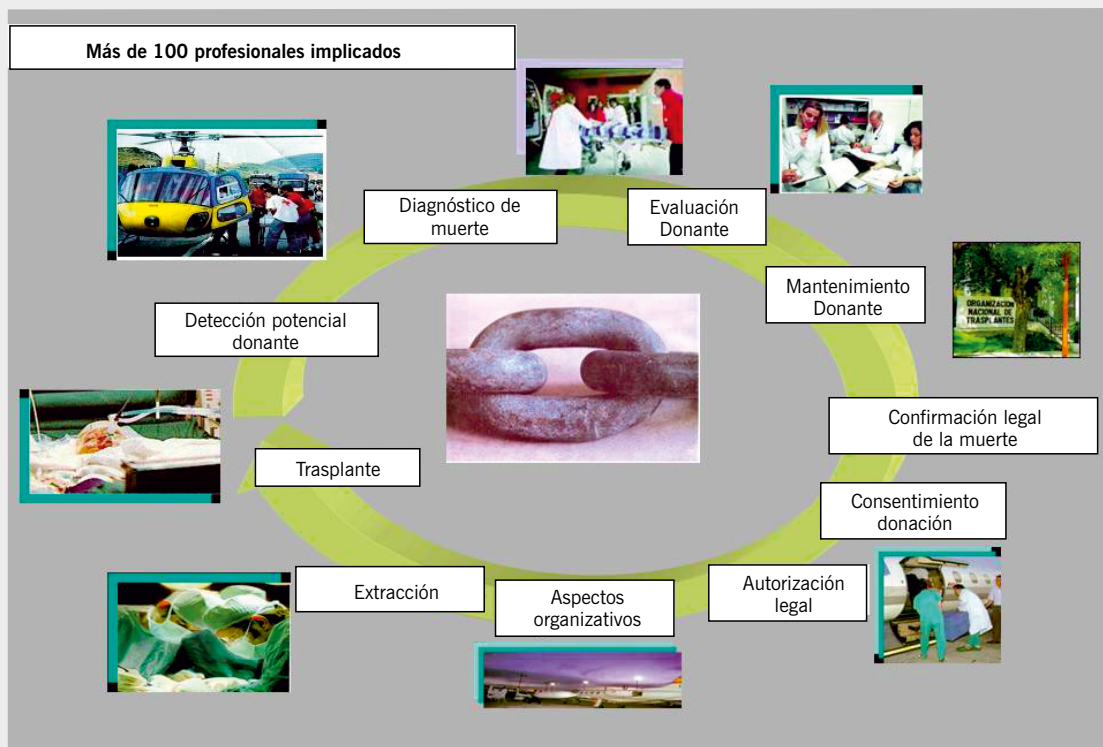 Más de 100 profesionales implicados
Diagnóstico de
muerte
Evaluación
Donante
Mantenimiento
Donante
ORGANIZACION
NACIONAL DE
TRASPLANTES
Detección potencial
donante
Confirmación legal
de la muerte
Trasplante
Consentimiento
donación
Autorización
legal
Extracción
Aspectos
organizativos